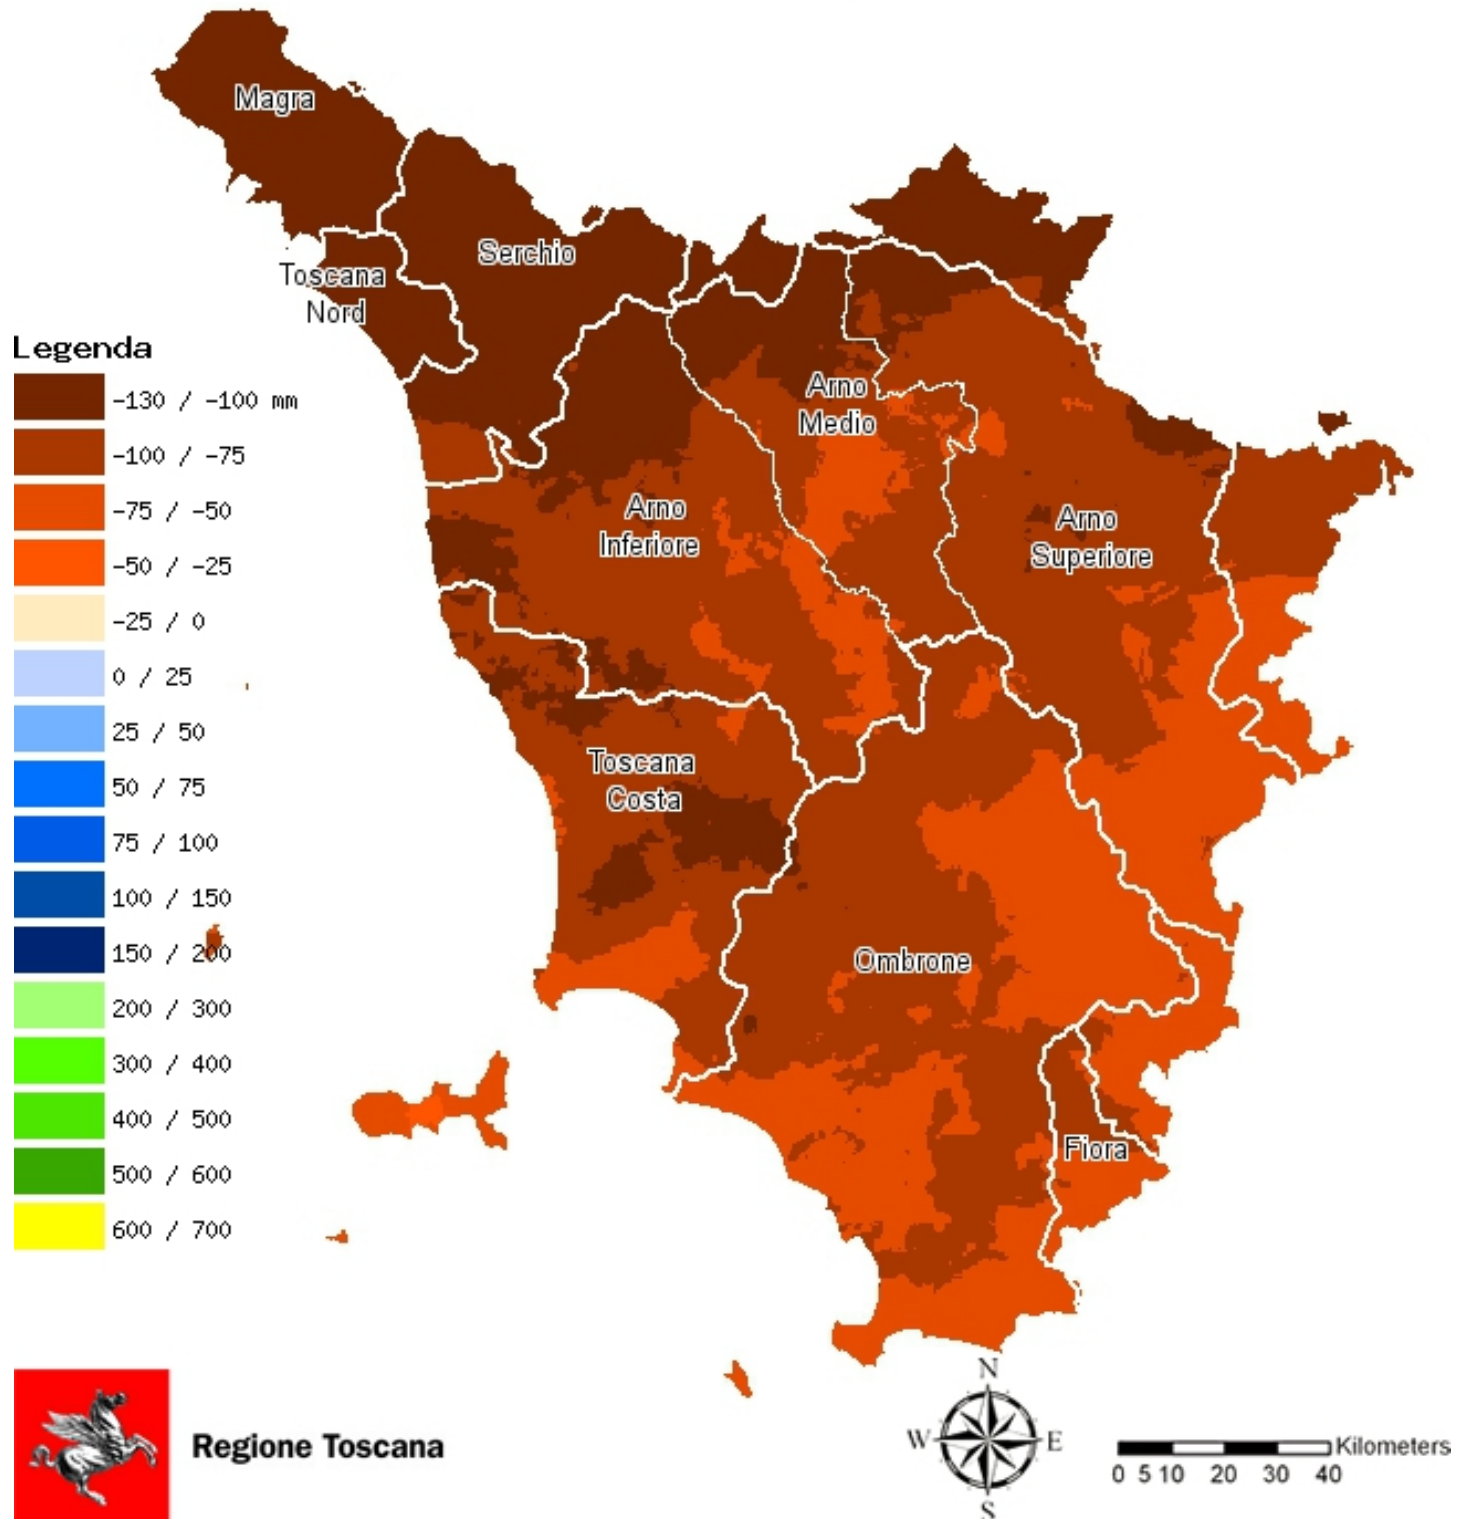 Magra
Serchio
Toscana
Nord
Legenda
-130 / -100 mm
-100 / -75
-75 / -50
-50 / -25
-25 / 0
0 / 25
25 / 50
50 / 75
75 / 100
100 / 150
150 / 200
200 / 300
300 / 400
400 / 500
500 / 600
600 / 700
Arno
Medio
Arno
Inferiore
Arno
Superiore
Toscana
Costa
Ombrone
Fiora
Regione Toscana
N
W E
S
Kilometers
0 5 10 20 30 40